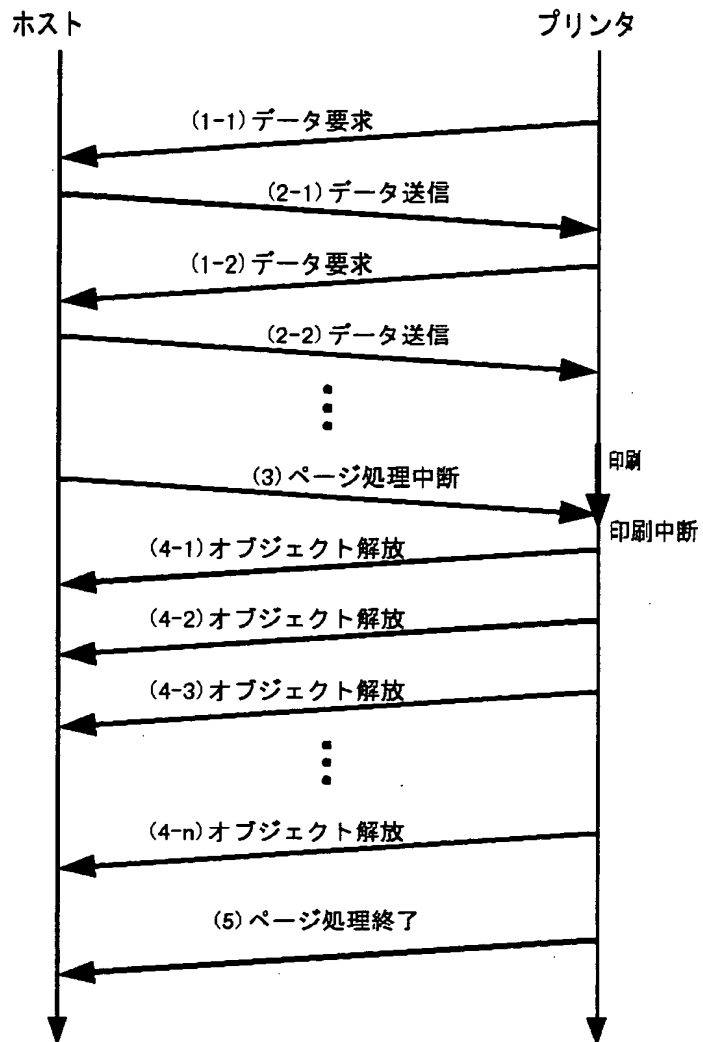 ホスト
プリンタ
(1-1)データ要求
(2-1)データ送信
(1-2)データ要求
(2-2)データ送信
印刷
(3)ページ処理中断
印刷中断
(4-1)オブジェクト解放
(4-2)オブジェクト解放
(4-3)オブジェクト解放
(4-n)オブジェクト解放
(5)ページ処理終了